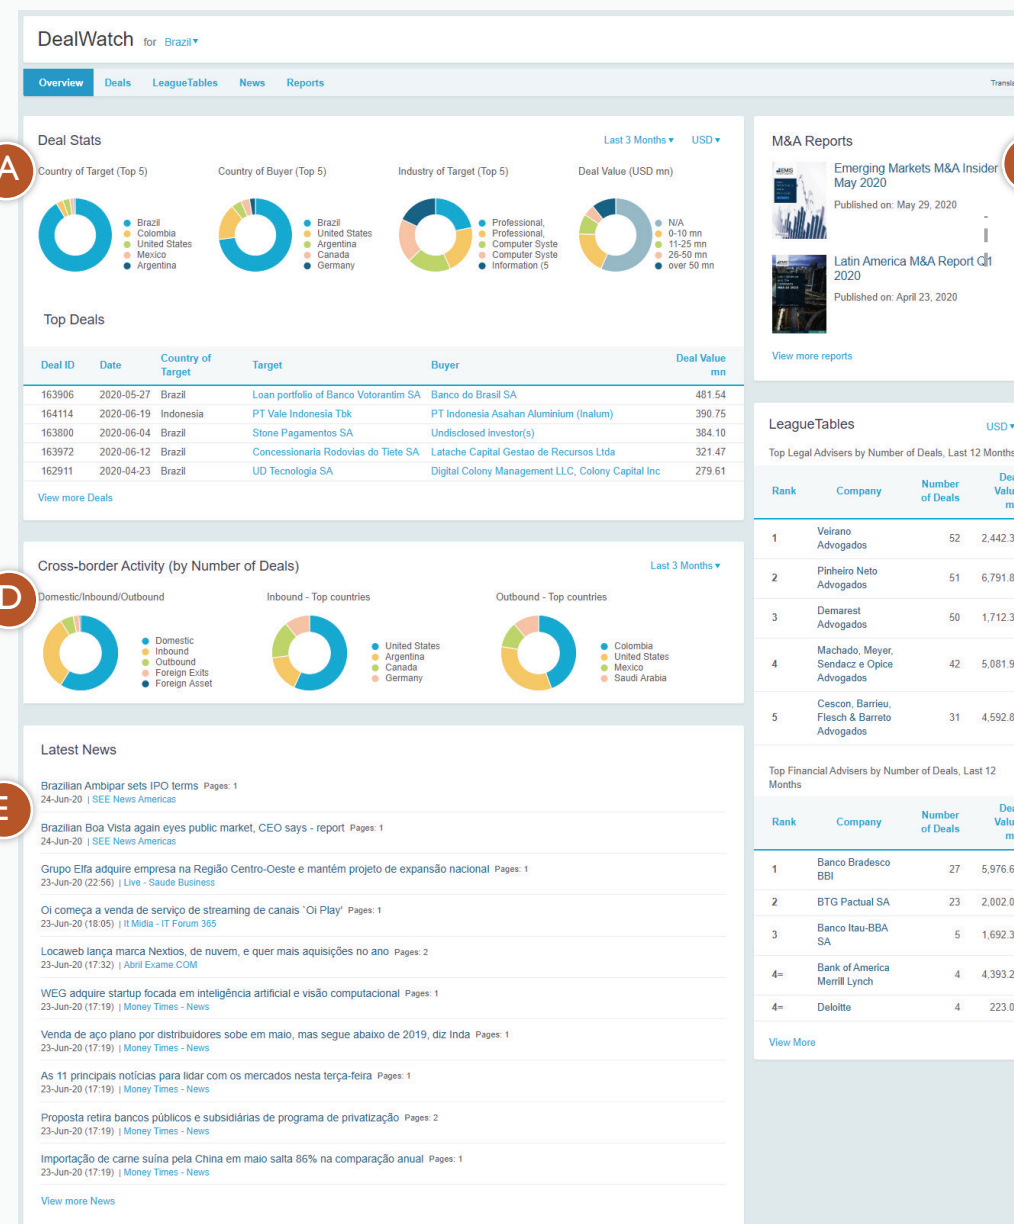 DealWatch for Brazil
Overview Deals LeagueTables News Reports
A
Deal Stats
Last 3 Months USD
Country of Target (Top 5)
Brazil
Colombia
United States
Mexico
Argentina
Country of Buyer (Top 5)
Brazil
United States
Argentina
Canada
Germany
Industry of Target (Top 5)
Professional,
Professional,
Computer Syste
Computer Syste
Information (5
Deal Value (USD mn)
N/A
0-10 mn
11-25 mn
26-50 mn
over 50 mn
Top Deals
Deal ID Date Country of Target Target Buyer Deal Value mn
163906 2020-05-27 Brazil Loan portfolio of Banco Votorantim SA Banco do Brasil SA 481.54
164114 2020-06-19 Indonesia PT Vale Indonesia Tbk PT Indonesia Asahan Aluminium (Inalum) 390.75
163800 2020-06-04 Brazil Stone Pagamentos SA Undisclosed investor(s) 384.10
163972 2020-06-12 Brazil Concessionaria Rodovias do Tiete SA Latache Capital Gestao de Recursos Ltda 321.47
162911 2020-04-23 Brazil UD Tecnologia SA Digital Colony Management LLC, Colony Capital Inc 279.61
View more Deals
D
Cross-border Activity (by Number of Deals)
Last 3 Months
Domestic/Inbound/Outbound
Domestic
Inbound
Outbound
Foreign Exits
Foreign Asset
Inbound - Top countries
United States
Argentina
Canada
Germany
Outbound - Top countries
Colombia
United States
Mexico
Saudi Arabia
Latest News
Brazilian Ambipar sets IPO terms Pages: 1
24-Jun-20 | SEE News Americas
Brazilian Boa Vista again eyes public market, CEO says - report Pages: 1
24-Jun-20 | SEE News Americas
Grupo Elfa adquire empresa na Região Centro-Oeste e mantém projeto de expansão nacional Pages: 1
23-Jun-20 (22:56) | Live - Saude Business
Oi começa a venda de serviço de streaming de canais `Oi Play' Pages: 1
23-Jun-20 (18:05) | It Midia - IT Forum 365
Locaweb lança marca Nextios, de nuvem, e quer mais aquisições no ano Pages: 2
23-Jun-20 (17:32) | Abril Exame.COM
WEG adquire startup focada em inteligência artificial e visão computacional Pages: 1
23-Jun-20 (17:19) | Money Times - News
Venda de aço plano por distribuidores sobe em maio, mas segue abaixo de 2019, diz Inda Pages: 1
23-Jun-20 (17:19) | Money Times - News
As 11 principais notícias para lidar com os mercados nesta terça-feira Pages: 1
23-Jun-20 (17:19) | Money Times - News
Proposta retira bancos públicos e subsidiárias de programa de privatização Pages: 2
23-Jun-20 (17:19) | Money Times - News
Importação de carne suína pela China em maio salta 86% na comparação anual Pages: 1
23-Jun-20 (17:19) | Money Times - News
View more News
M&A Reports
Emerging Markets M&A Insider
May 2020
Published on: May 29, 2020
Latin America M&A Report Q1
2020
Published on: April 23, 2020
View more reports
LeagueTables
USD
Top Legal Advisers by Number of Deals, Last 12 Months
Rank Company Number of Deals
1 Veirano Advogados 52 2,442.3
2 Pinheiro Neto Advogados 51 6,791.8
3 Demarest Advogados 50 1,712.3
4 Machado, Meyer, Sendacz e Opice Advogados 42 5,081.9
5 Cescon, Barrieu, Flesch & Barreto Advogados 31 4,592.8
Top Financial Advisers by Number of Deals, Last 12
Months
Rank Company Number of Deals
1 Banco Bradesco BBI 27 5,976.6
2 BTG Pactual SA 23 2,002.0
3 Banco Itau-BBA SA 5 1,692.3
4= Bank of America Merrill Lynch 4 4,393.2
4= Deloitte 4 223.0
View More